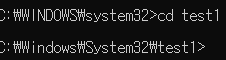 C:₩WINDOWS₩system32>cd test1
C:₩Windows₩System32₩test1>